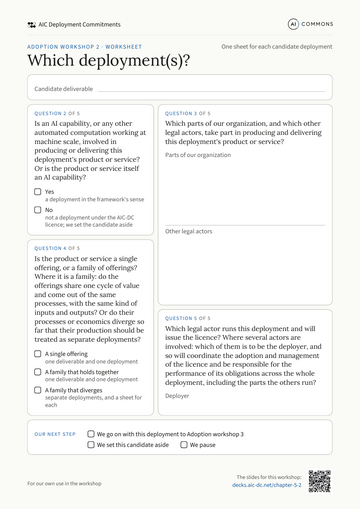 AIC Deployment Commitments
AI COMMONS
ADOPTION WORKSHOP 2 · WORKSHEET
One sheet for each candidate deployment
Which deployment(s)?
Candidate deliverable
QUESTION 2 OF 5
Is an AI capability, or any other
automated computation working at
machine scale, involved in
producing or delivering this
deployment's product or service?
Or is the product or service itself
an AI capability?
Yes
a deployment in the framework's sense
No
not a deployment under the AIC-DC
licence; we set the candidate aside
QUESTION 3 OF 5
Which parts of our organization, and which other
legal actors, take part in producing and delivering
this deployment's product or service?
Parts of our organization
Other legal actors
QUESTION 4 OF 5
Is the product or service a single
offering, or a family of offerings?
Where it is a family: do the
offerings share one cycle of value
and come out of the same
processes, with the same kind of
inputs and outputs? Or do their
processes or economics diverge so
far that their production should be
treated as separate deployments?
A single offering
one deliverable and one deployment
A family that holds together
one deliverable and one deployment
A family that diverges
separate deployments, and a sheet for
each
QUESTION 5 OF 5
Which legal actor runs this deployment and will
issue the licence? Where several actors are
involved: which of them is to be the deployer, and
so will coordinate the adoption and management
of the licence and be responsible for the
performance of its obligations across the whole
deployment, including the parts the others run?
Deployer
OUR NEXT STEP
We go on with this deployment to Adoption workshop 3
We set this candidate aside
We pause
For our own use in the workshop
The slides for this workshop:
decks.aic-dc.net/chapter-5-2